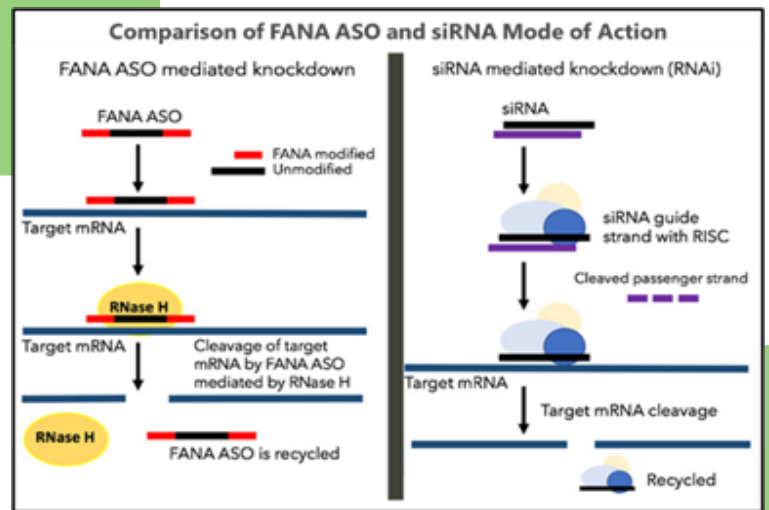 Comparison of FANA ASO and siRNA Mode of Action
FANA ASO mediated knockdown
FANA ASO
FANA modified
Unmodified
Target mRNA
RNase H
Target mRNA
Cleavage of target
mRNA by FANA ASO
mediated by RNase H
RNase H
FANA ASO is recycled
siRNA mediated knockdown (RNAi)
siRNA
siRNA guide
strand with RISC
Cleaved passenger strand
Target mRNA
Target mRNA cleavage
Recycled